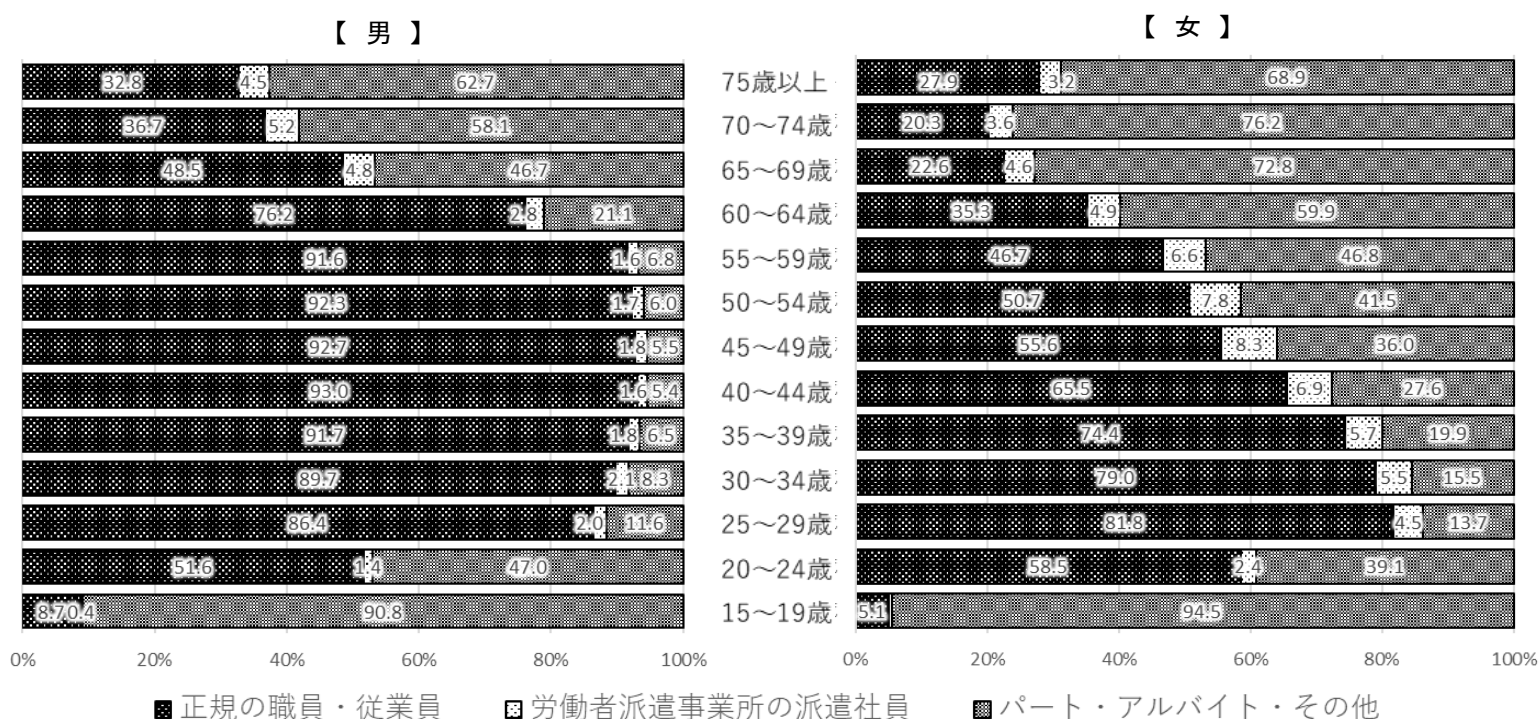 【 男 】 【 女 】
32.8 4.5 62.7 75歳以上 27.9 3.2 68.9
36.7 5.2 58.1 70～74歳 20.3 3.6 76.2
48.5 4.8 46.7 65～69歳 22.6 4.6 72.8
76.2 2.8 21.1 60～64歳 35.3 4.9 59.9
91.6 1.6 6.8 55～59歳 46.7 6.6 46.8
92.3 1.7 6.0 50～54歳 50.7 7.8 41.5
92.7 1.8 5.5 45～49歳 55.6 8.3 36.0
93.0 1.6 5.4 40～44歳 65.5 6.9 27.6
91.7 1.8 6.5 35～39歳 74.4 5.7 19.9
89.7 2.1 8.3 30～34歳 79.0 5.5 15.5
86.4 2.0 11.6 25～29歳 81.8 4.5 13.7
51.6 1.4 47.0 20～24歳 58.5 2.4 39.1
8.7 0.4 90.8 15～19歳 5.1 94.5
0% 20% 40% 60% 80% 100% 0% 20% 40% 60% 80% 100%
正規の職員・従業員 労働者派遣事業所の派遣社員 パート・アルバイト・その他